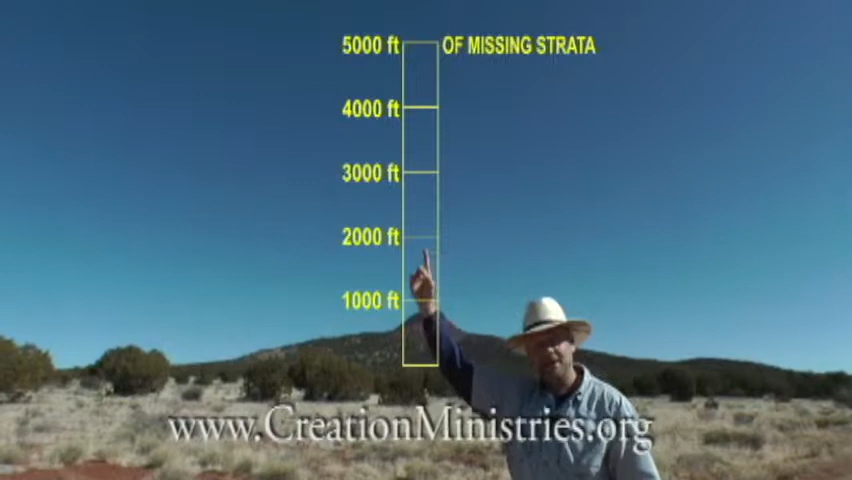 5000 ft OF MISSING STRATA
4000 ft
3000 ft
2000 ft
1000 ft
www.CreationMinistries.org